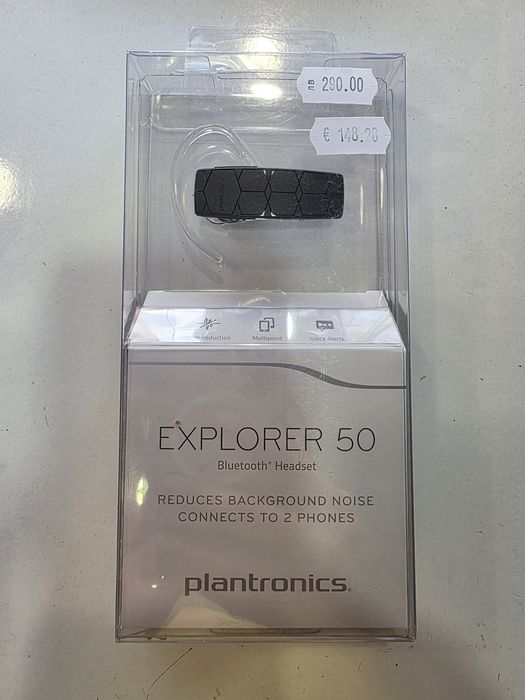 лв 290.00
€ 148.28
Reduction
Multipoint
Voice Alerts
EXPLORER 50
Bluetooth® Headset
REDUCES BACKGROUND NOISE
CONNECTS TO 2 PHONES
plantronics®